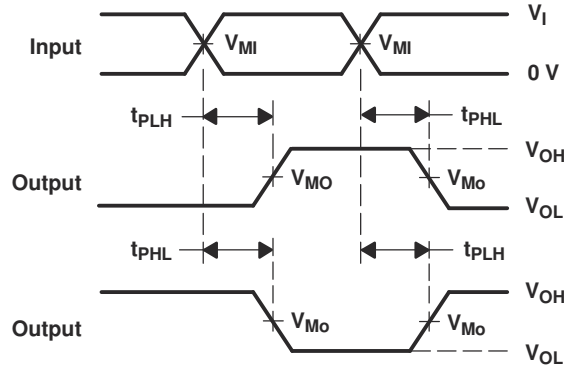 Input
V_MI
V_MI
V_I
0 V
t_PLH
t_PHL
Output
V_MO
V_Mo
V_OH
V_OL
t_PHL
t_PLH
Output
V_Mo
V_Mo
V_OH
V_OL